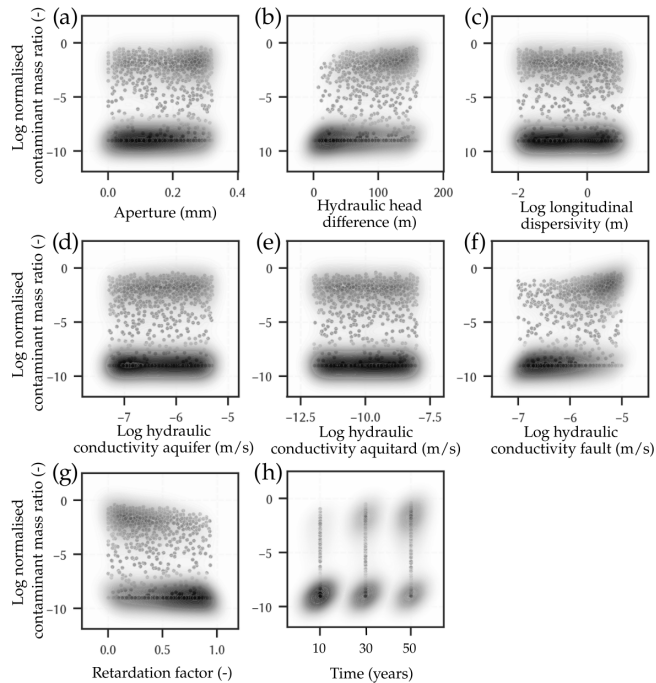 (a)
(b)
(c)
Log normalised
contaminant mass ratio (-)
0
−5
−10
0
−5
10
0
−5
−10
0.0
0.2
0.4
Aperture (mm)
0
100
200
Hydraulic head
difference (m)
−2
0
Log longitudinal
dispersivity (m)
(d)
(e)
(f)
Log normalised
contaminant mass ratio (-)
0
−5
−10
0
−5
−10
0
−5
−10
−7
−6
−5
Log hydraulic
conductivity aquifer (m/s)
−12.5
−10.0
−7.5
Log hydraulic
conductivity aquitard (m/s)
−7
−6
−5
Log hydraulic
conductivity fault (m/s)
(g)
(h)
Log normalised
contaminant mass ratio (-)
0
−5
−10
0
−5
−10
0.0
0.5
1.0
Retardation factor (-)
10
30
50
Time (years)